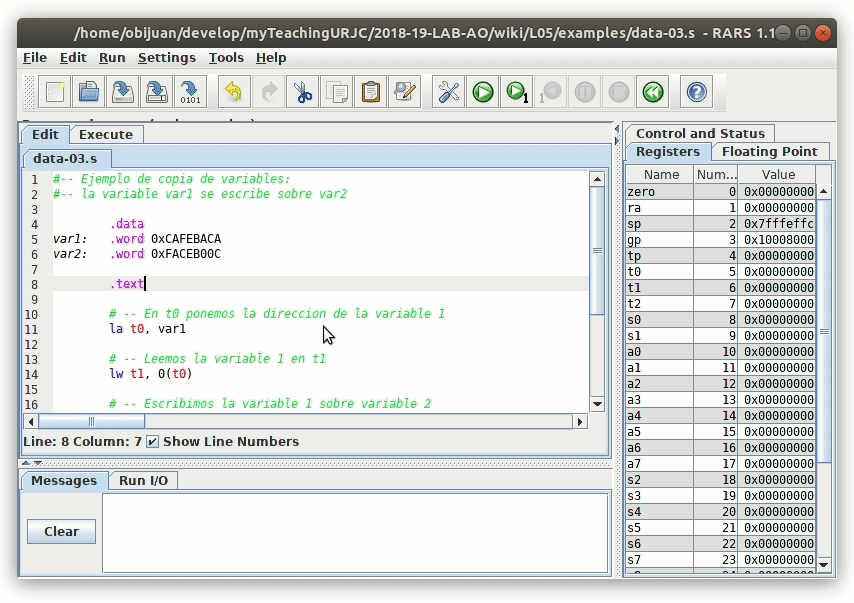 /home/obijuan/develop/myTeachingURJC/2018-19-LAB-AO/wiki/L05/examples/data-03.s - RARS 1.1
File Edit Run Settings Tools Help
Edit Execute
data-03.s
1 #-- Ejemplo de copia de variables:
2 #-- la variable var1 se escribe sobre var2
3
4 .data
5 var1: .word 0xCAFEBACA
6 var2: .word 0xFACEB00C
7
8 .text
9
10 # -- En t0 ponemos la direccion de la variable 1
11 la t0, var1
12
13 # -- Leemos la variable 1 en t1
14 lw t1, 0(t0)
15
16 # -- Escribimos la variable 1 sobre variable 2
Line: 8 Column: 7 Show Line Numbers
Messages Run I/O
Clear
Control and Status
Registers Floating Point
Name Num... Value
zero 0 0x00000000
ra 1 0x00000000
sp 2 0x7fffeffc
gp 3 0x10008000
tp 4 0x00000000
t0 5 0x00000000
t1 6 0x00000000
t2 7 0x00000000
s0 8 0x00000000
s1 9 0x00000000
a0 10 0x00000000
a1 11 0x00000000
a2 12 0x00000000
a3 13 0x00000000
a4 14 0x00000000
a5 15 0x00000000
a6 16 0x00000000
a7 17 0x00000000
s2 18 0x00000000
s3 19 0x00000000
s4 20 0x00000000
s5 21 0x00000000
s6 22 0x00000000
s7 23 0x00000000